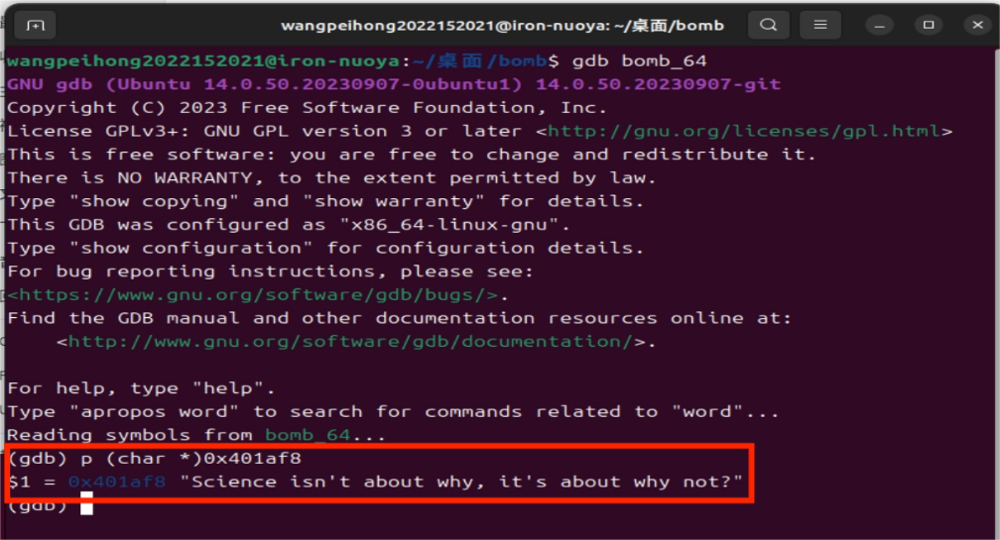 wangpeihong2022152021@iron-nuoya: ~/桌面/bomb
wangpeihong2022152021@iron-nuoya:~/桌面/bomb$ gdb bomb_64
GNU gdb (Ubuntu 14.0.50.20230907-0ubuntu1) 14.0.50.20230907-git
Copyright (C) 2023 Free Software Foundation, Inc.
License GPLv3+: GNU GPL version 3 or later <http://gnu.org/licenses/gpl.html>
This is free software: you are free to change and redistribute it.
There is NO WARRANTY, to the extent permitted by law.
Type "show copying" and "show warranty" for details.
This GDB was configured as "x86_64-linux-gnu".
Type "show configuration" for configuration details.
For bug reporting instructions, please see:
<https://www.gnu.org/software/gdb/bugs/>.
Find the GDB manual and other documentation resources online at:
<http://www.gnu.org/software/gdb/documentation/>.
For help, type "help".
Type "apropos word" to search for commands related to "word"...
Reading symbols from bomb_64...
(gdb) p (char *)0x401af8
$1 = 0x401af8 "Science isn't about why, it's about why not?"
(gdb)